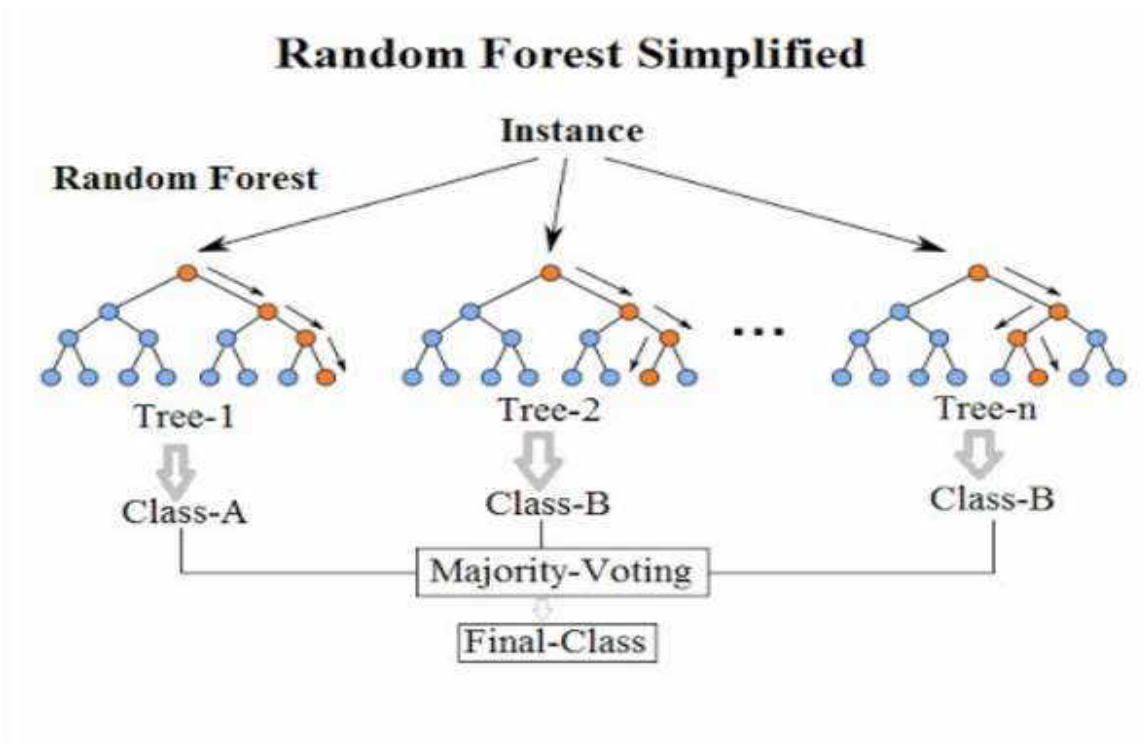 Random Forest Simplified
Instance
Random Forest
...
Tree-1
Tree-2
Tree-n
Class-A
Class-B
Class-B
Majority-Voting
Final-Class